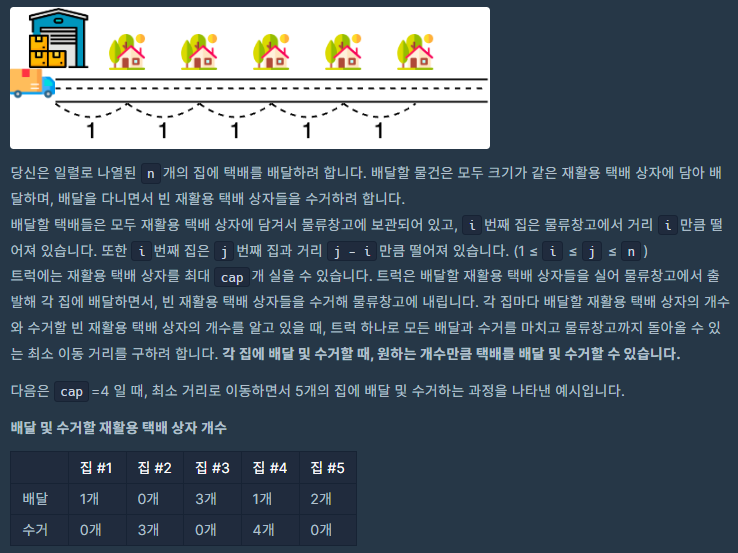 1 1 1 1 1
당신은 일렬로 나열된 n 개의 집에 택배를 배달하려 합니다. 배달할 물건은 모두 크기가 같은 재활용 택배 상자에 담아 배
달하며, 배달을 다니면서 빈 재활용 택배 상자들을 수거하려 합니다.
배달할 택배들은 모두 재활용 택배 상자에 담겨서 물류창고에 보관되어 있고, i 번째 집은 물류창고에서 거리 i 만큼 떨
어져 있습니다. 또한 i 번째 집은 j 번째 집과 거리 j - i 만큼 떨어져 있습니다. (1 ≤ i ≤ j ≤ n )
트럭에는 재활용 택배 상자를 최대 cap 개 실을 수 있습니다. 트럭은 배달할 재활용 택배 상자들을 실어 물류창고에서 출
발해 각 집에 배달하면서, 빈 재활용 택배 상자들을 수거해 물류창고에 내립니다. 각 집마다 배달할 재활용 택배 상자의 개수
와 수거할 빈 재활용 택배 상자의 개수를 알고 있을 때, 트럭 하나로 모든 배달과 수거를 마치고 물류창고까지 돌아올 수 있
는 최소 이동 거리를 구하려 합니다. 각 집에 배달 및 수거할 때, 원하는 개수만큼 택배를 배달 및 수거할 수 있습니다.
다음은 cap =4 일 때, 최소 거리로 이동하면서 5개의 집에 배달 및 수거하는 과정을 나타낸 예시입니다.
배달 및 수거할 재활용 택배 상자 개수
집 #1 집 #2 집 #3 집 #4 집 #5
배달 1개 0개 3개 1개 2개
수거 0개 3개 0개 4개 0개